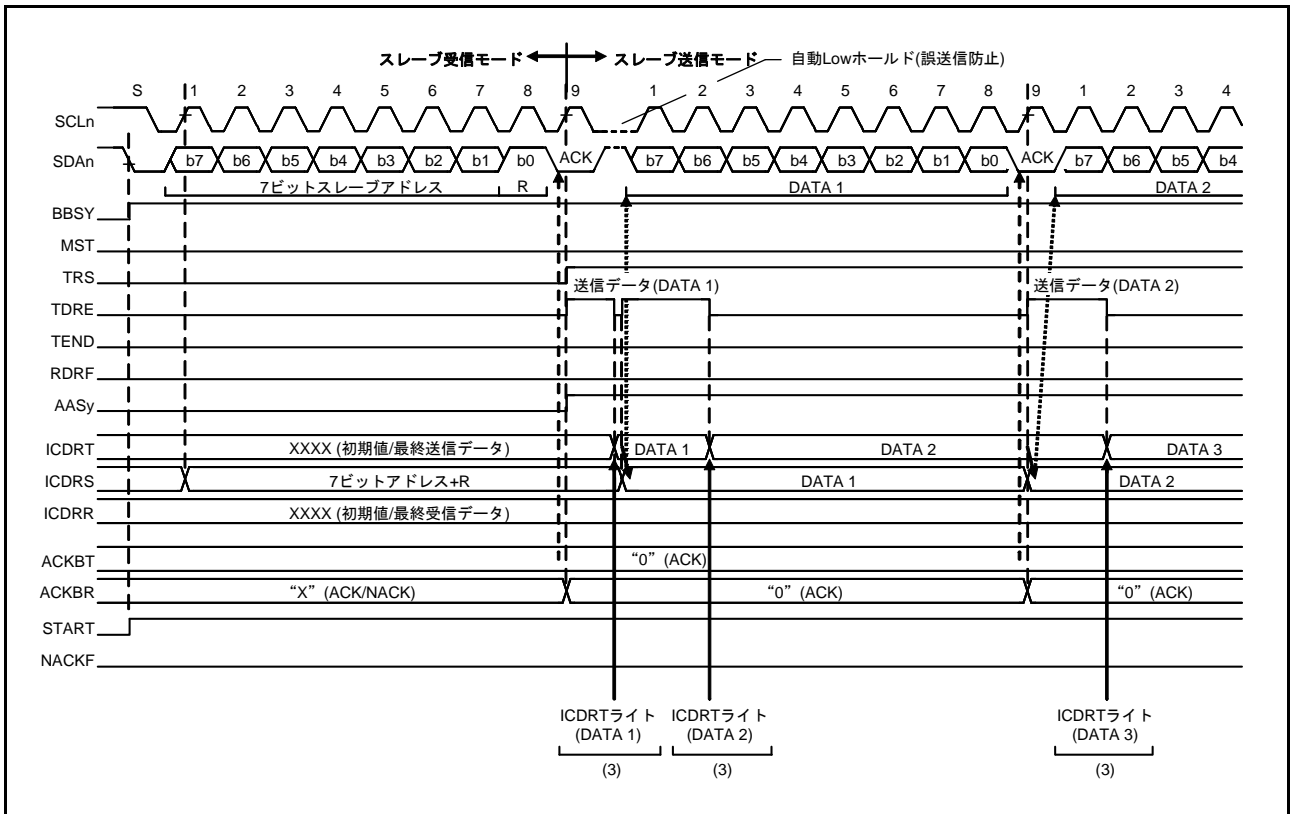 スレーブ受信モード スレーブ送信モード 自動Lowホールド(誤送信防止)
S 1 2 3 4 5 6 7 8 9 1 2 3 4 5 6 7 8 9 1 2 3 4
SCLn
SDAn b7 b6 b5 b4 b3 b2 b1 b0 ACK b7 b6 b5 b4 b3 b2 b1 b0 ACK b7 b6 b5 b4
7ビットスレーブアドレス R DATA 1 DATA 2
BBSY
MST
TRS
送信データ(DATA 1) 送信データ(DATA 2)
TDRE
TEND
RDRF
AASy
ICDRT XXXX (初期値/最終送信データ) DATA 1 DATA 2 DATA 3
ICDRS 7ビットアドレス+R DATA 1 DATA 2
ICDRR XXXX (初期値/最終受信データ)
ACKBT “0” (ACK)
ACKBR “X” (ACK/NACK) “0” (ACK) “0” (ACK)
START
NACKF
ICDRTライト ICDRTライト ICDRTライト
(DATA 1) (DATA 2) (DATA 3)
(3) (3) (3)